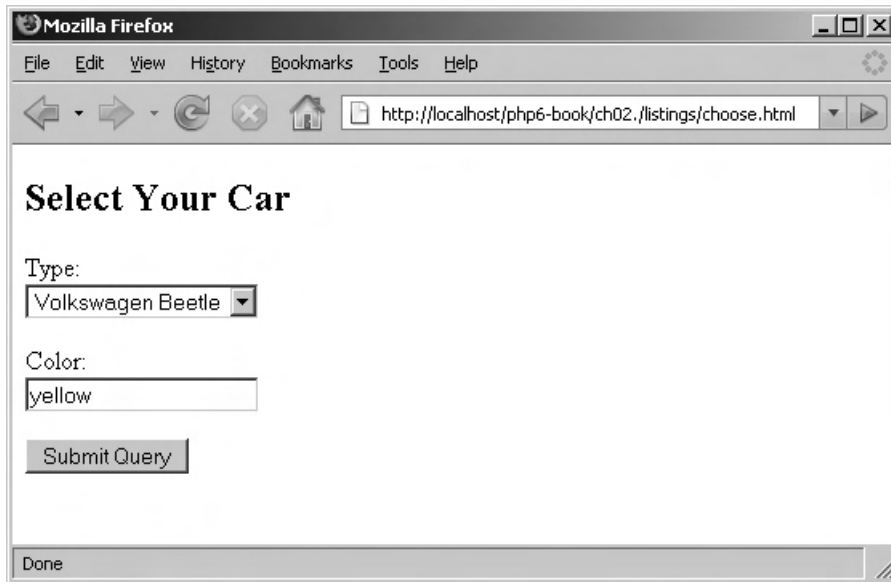 Mozilla Firefox
File Edit View History Bookmarks Tools Help
http://localhost/php6-book/ch02./listings/choose.html
Select Your Car
Type:
Volkswagen Beetle
Color:
yellow
Submit Query
Done